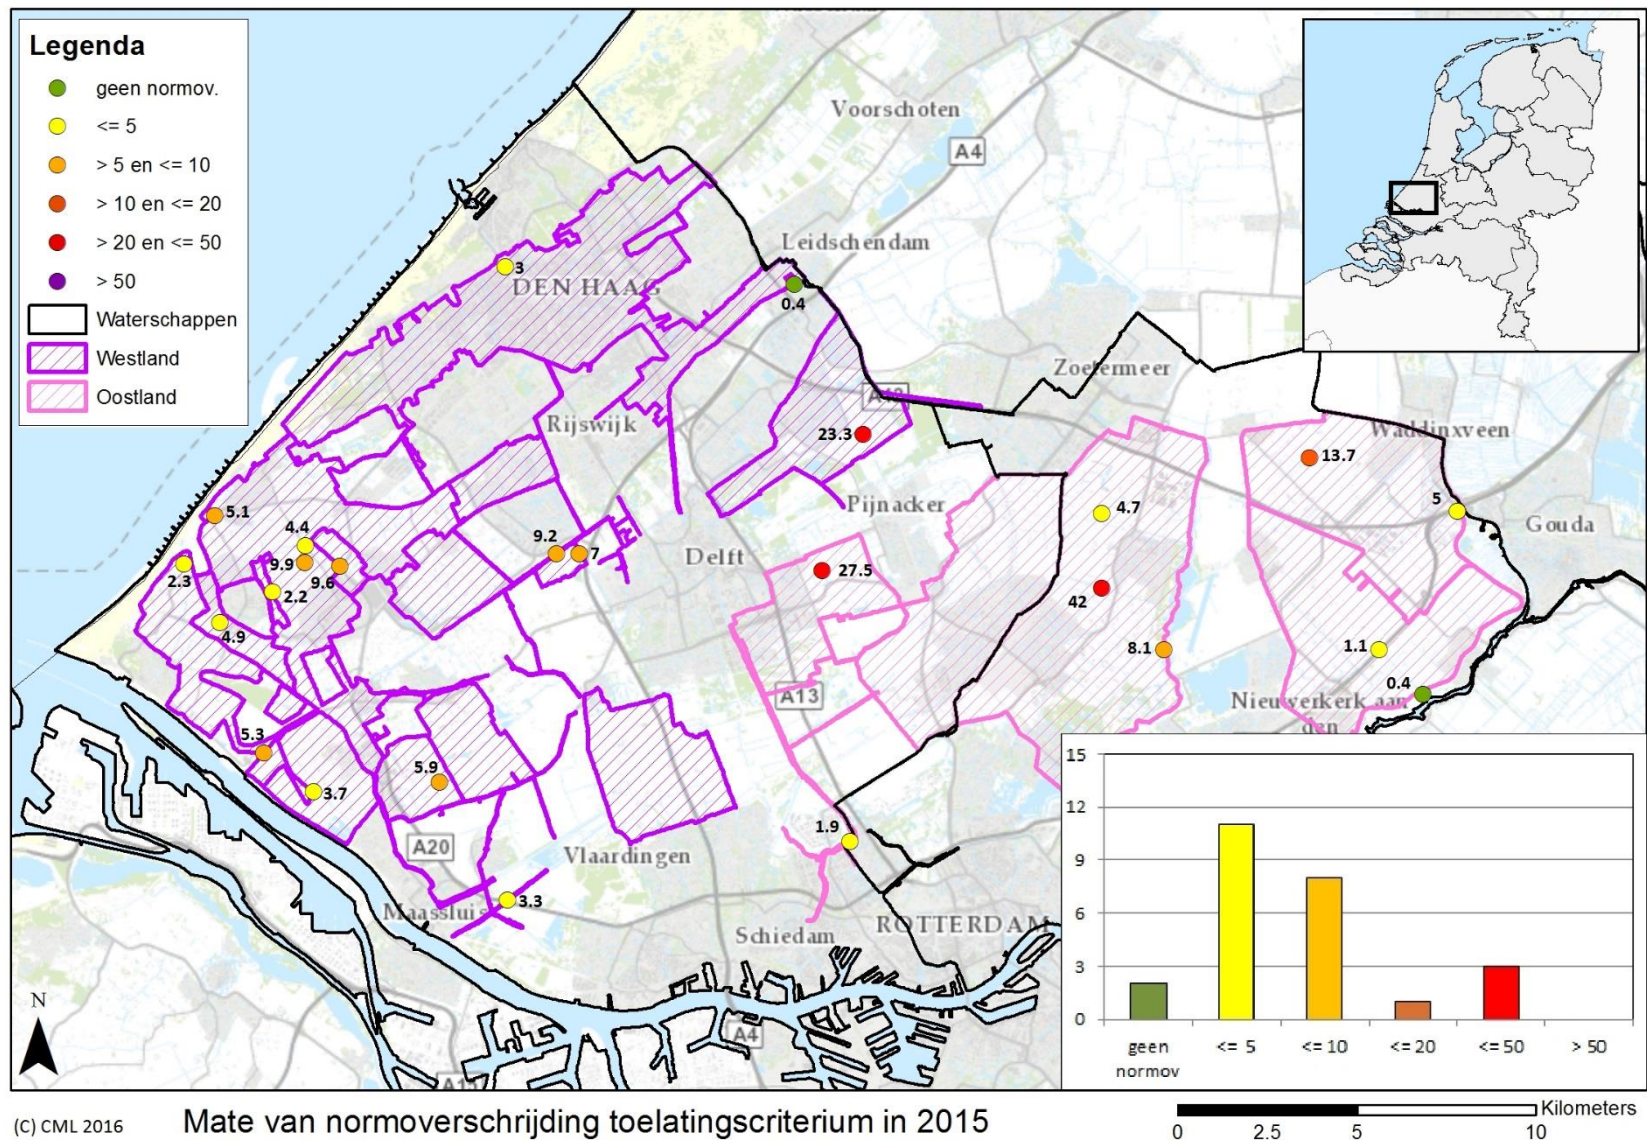 Legenda
geen normov.
<= 5
> 5 en <= 10
> 10 en <= 20
> 20 en <= 50
> 50
Waterschappen
Westland
Oostland
Voorschoten
A4
Leidschendam
3
DEN HAAG
0.4
Zoetermeer
Rijswijk
23.3
Waddinxveen
13.7
Pijnacker
5.1
4.4
4.7
5
Gouda
9.2
7
Delft
9.9
9.6
2.3
2.2
27.5
42
4.9
8.1
1.1
0.4
A13
Nieuwerkerk aan
den
5.3
5.9
3.7
1.9
A20
Vlaardingen
3.3
Maassluis
Schiedam
ROTTERDAM
A4
N
15
12
9
6
3
0
geen
normov
<= 5
<= 10
<= 20
<=50
> 50
(C) CML 2016
Mate van normoverschrijding toelatingscriterium in 2015
Kilometers
0 2.5 5 10